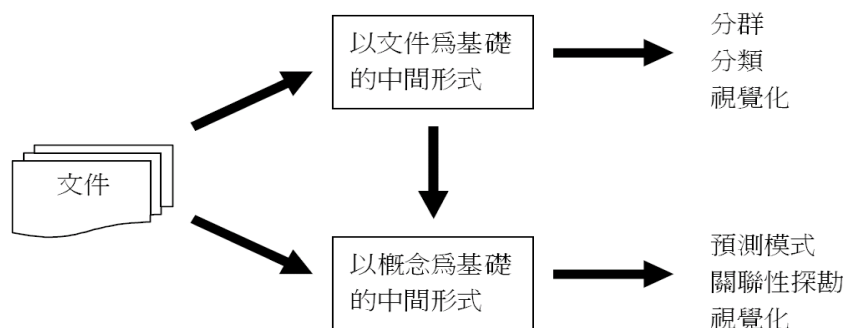 文件
以文件爲基礎
的中間形式
分群
分類
視覺化
以概念爲基礎
的中間形式
預測模式
關聯性探勘
視覺化